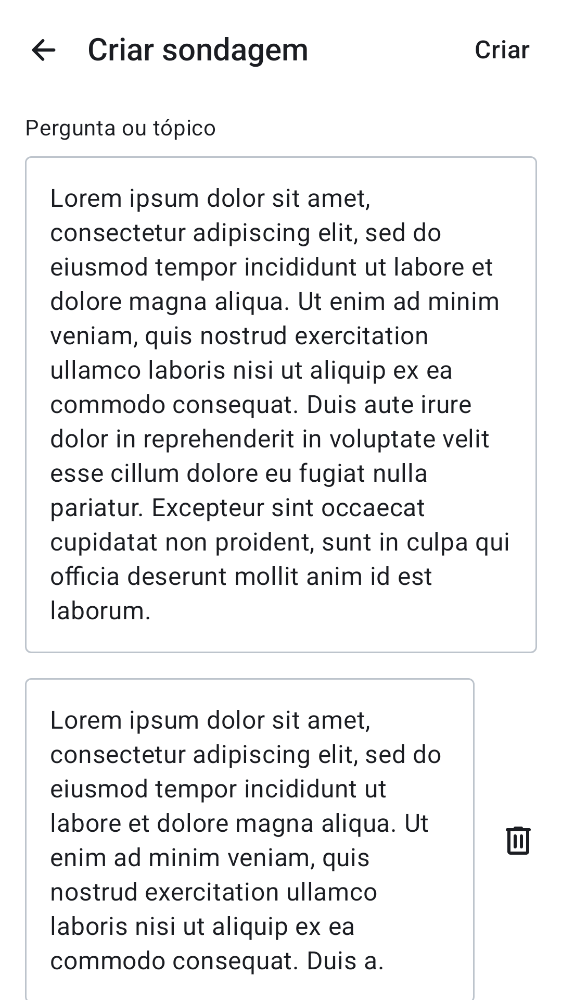 Criar sondagem
Criar
Pergunta ou tópico
Lorem ipsum dolor sit amet,
consectetur adipiscing elit, sed do
eiusmod tempor incididunt ut labore et
dolore magna aliqua. Ut enim ad minim
veniam, quis nostrud exercitation
ullamco laboris nisi ut aliquip ex ea
commodo consequat. Duis aute irure
dolor in reprehenderit in voluptate velit
esse cillum dolore eu fugiat nulla
pariatur. Excepteur sint occaecat
cupidatat non proident, sunt in culpa qui
officia deserunt mollit anim id est
laborum.
Lorem ipsum dolor sit amet,
consectetur adipiscing elit, sed do
eiusmod tempor incididunt ut
labore et dolore magna aliqua. Ut
enim ad minim veniam, quis
nostrud exercitation ullamco
laboris nisi ut aliquip ex ea
commodo consequat. Duis a.